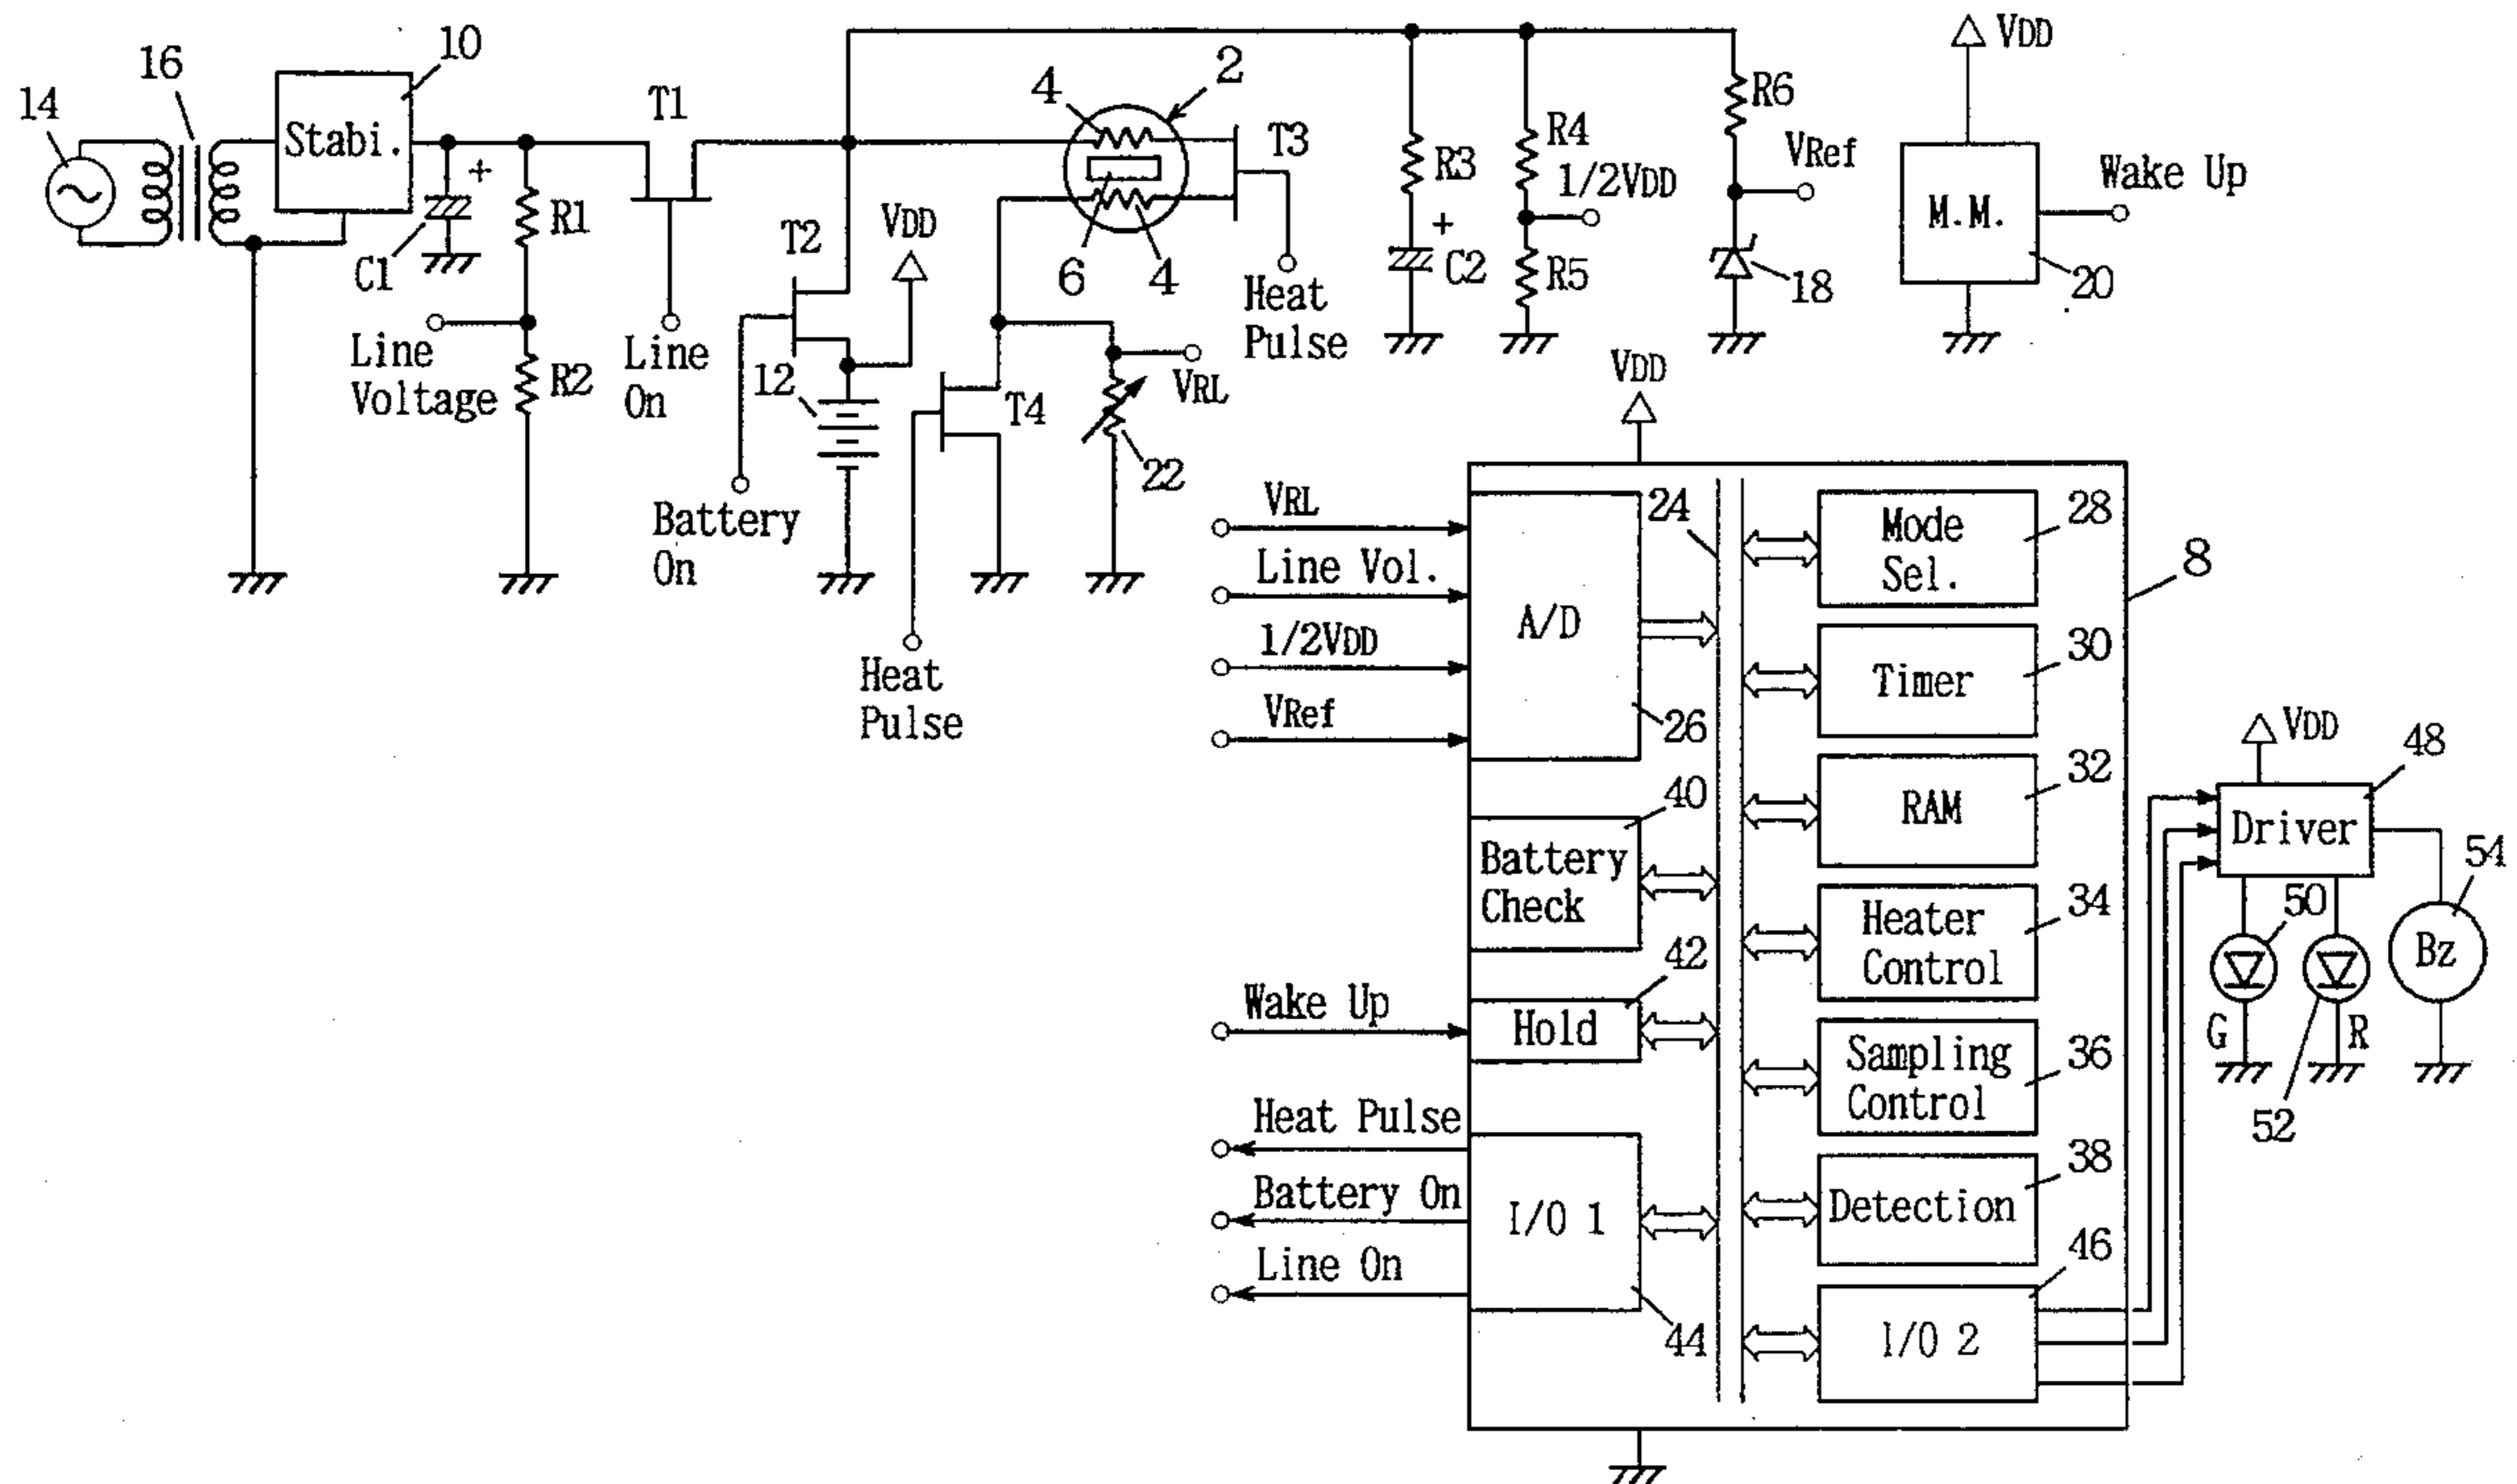 14
16
10
Stabi.
C1
+
R1
Line
Voltage
R2
T1
Line
On
T2
VDD
12
Battery
On
4
2
6
4
T3
Heat
Pulse
T4
VRL
22
Heat
Pulse
R3
+
C2
R4
1/2VDD
R5
R6
VRef
18
VDD
M.M.
Wake Up
20
VDD
8
VRL
Line Vol.
1/2VDD
VRef
A/D
26
24
Mode
Sel.
28
Timer
30
RAM
32
40
Battery
Check
Heater
Control
34
42
Wake Up
Hold
Sampling
Control
36
Heat Pulse
Battery On
Line On
I/O 1
44
Detection
38
46
I/O 2
VDD
48
Driver
50
54
Bz
G
R
52